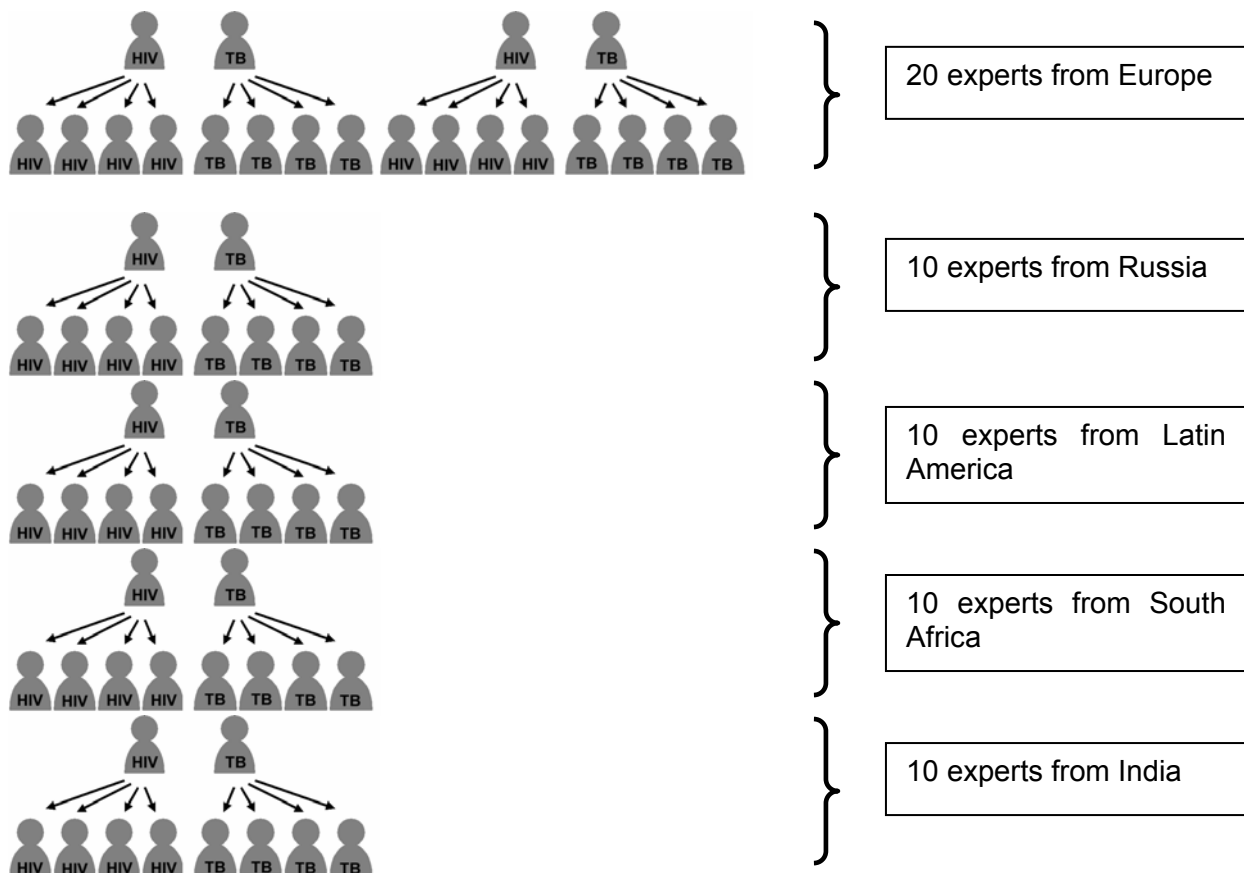 HIV TB HIV TB
HIV HIV HIV HIV TB TB TB TB HIV HIV HIV HIV TB TB TB TB
20 experts from Europe
HIV TB
HIV HIV HIV HIV TB TB TB TB
10 experts from Russia
HIV TB
HIV HIV HIV HIV TB TB TB TB
10 experts from Latin
America
HIV TB
HIV HIV HIV HIV TB TB TB TB
10 experts from South
Africa
HIV TB
HIV HIV HIV HIV TB TB TB TB
10 experts from India